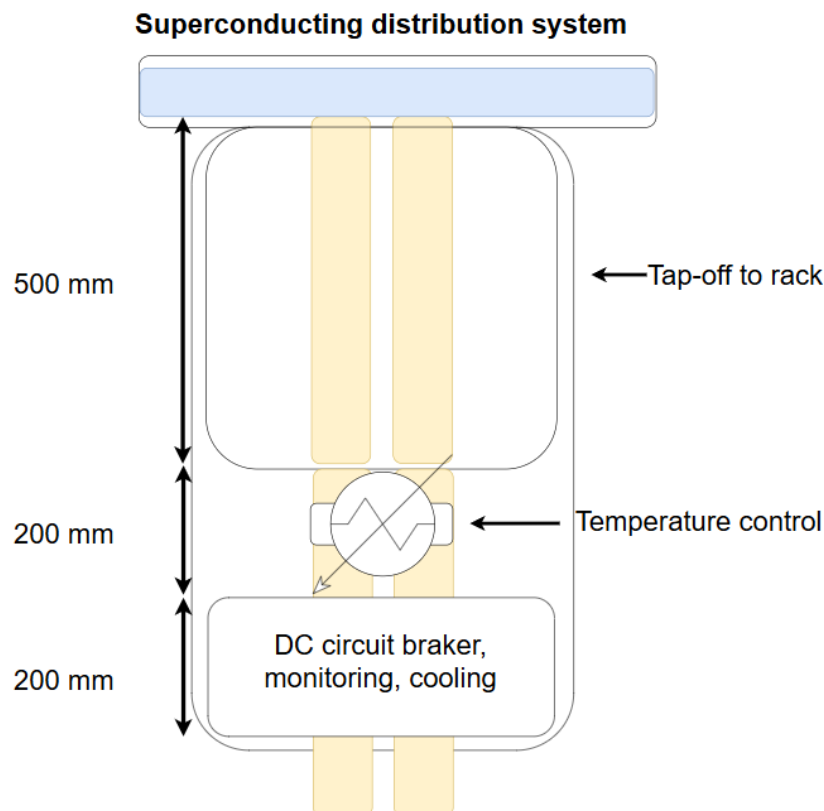 Superconducting distribution system
500 mm
Tap-off to rack
200 mm
Temperature control
200 mm
DC circuit braker,
monitoring, cooling